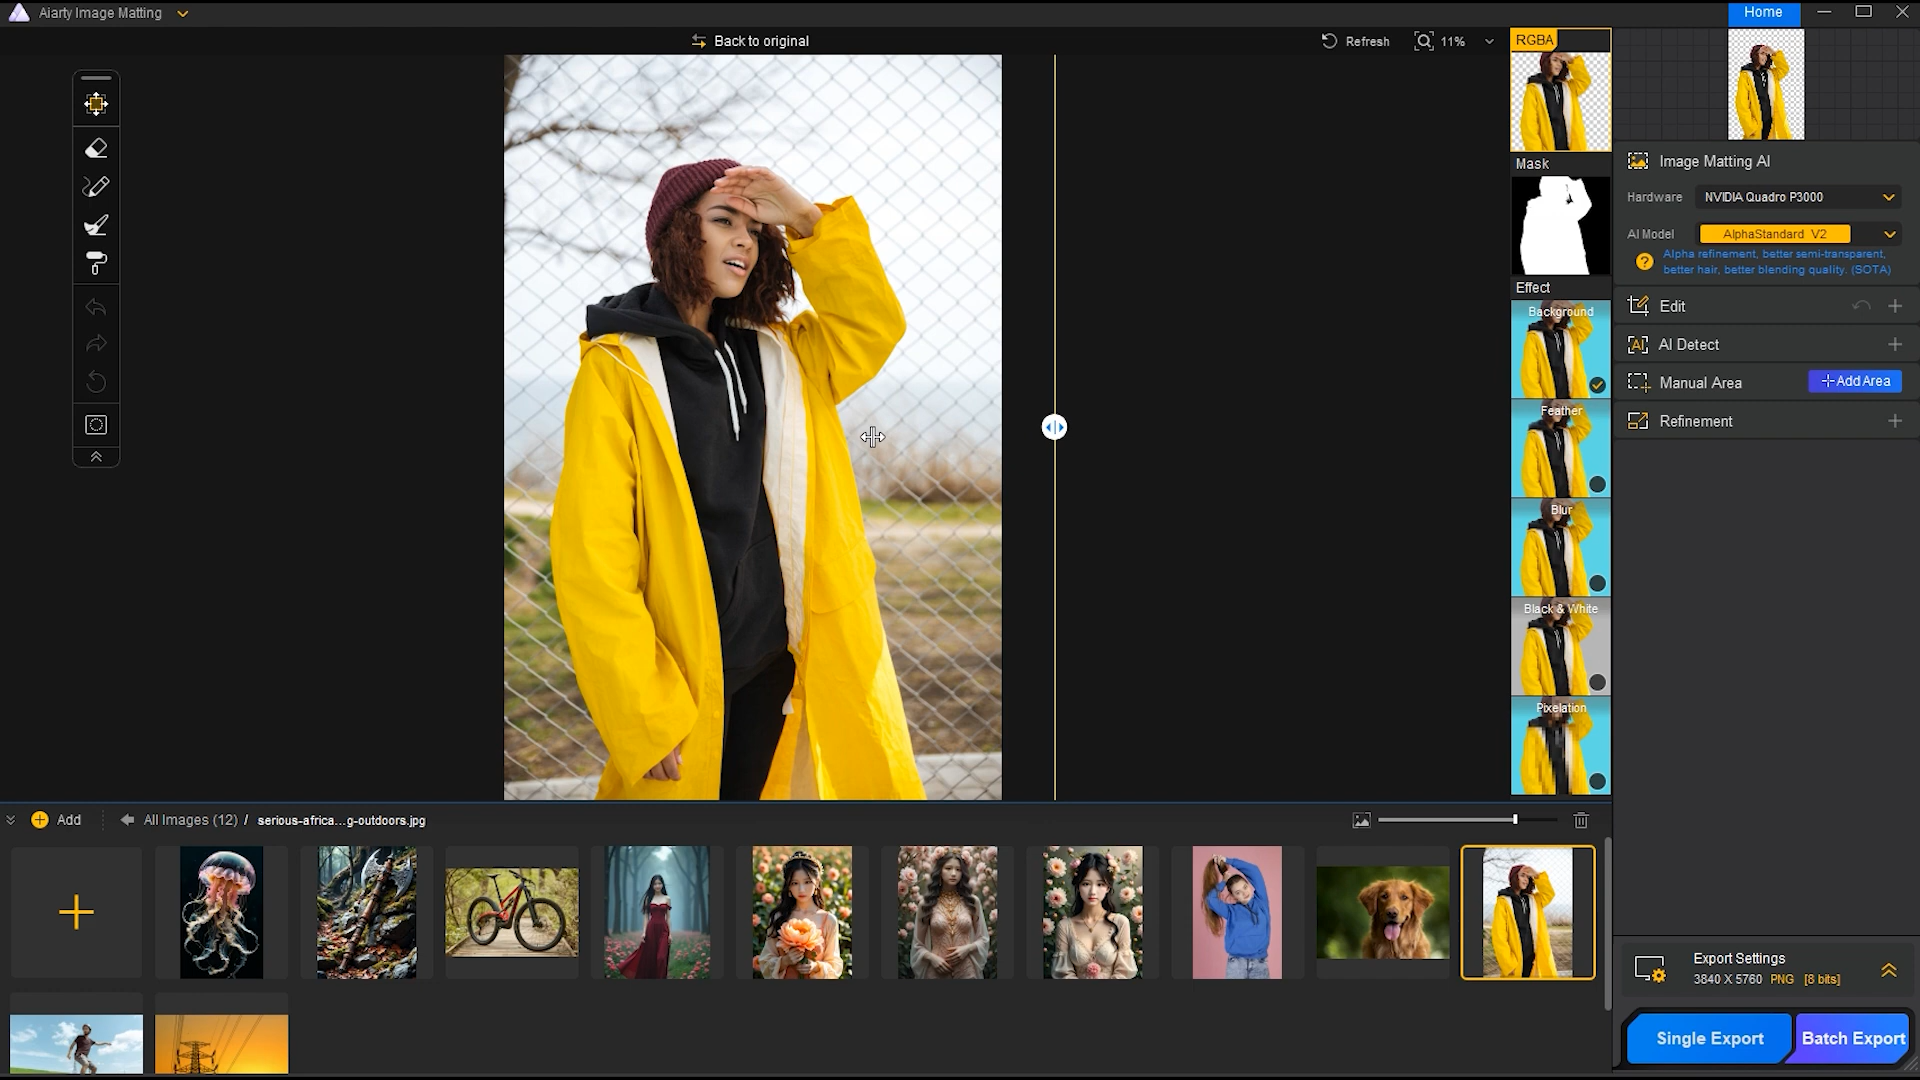 Aiarty Image Matting
Home
Back to original
Refresh
11%
RGBA
Mask
Effect
Background
Feather
Blur
Black & White
Pixelation
Image Matting AI
Hardware NVIDIA Quadro P3000
AI Model AlphaStandard V2
? Alpha refinement, better semi-transparent,
better hair, better blending quality. (SOTA)
Edit
AI Detect
Manual Area
Add Area
Refinement
Add
All Images (12) / serious-africa...g-outdoors.jpg
Export Settings
3840 X 5760 PNG [8 bits]
Single Export
Batch Export